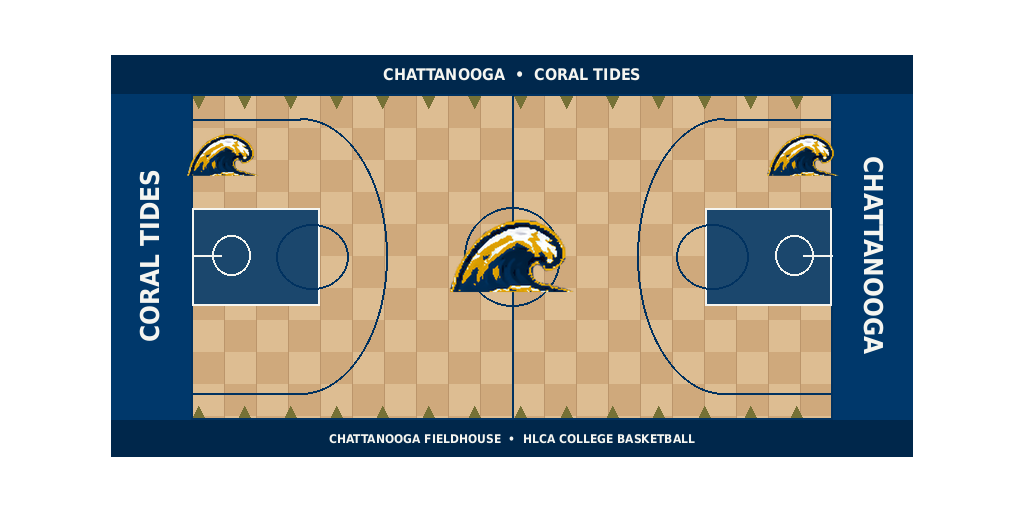 CHATTANOOGA • CORAL TIDES
CORAL TIDES
CHATTANOOGA
CHATTANOOGA FIELDHOUSE • HLCA COLLEGE BASKETBALL